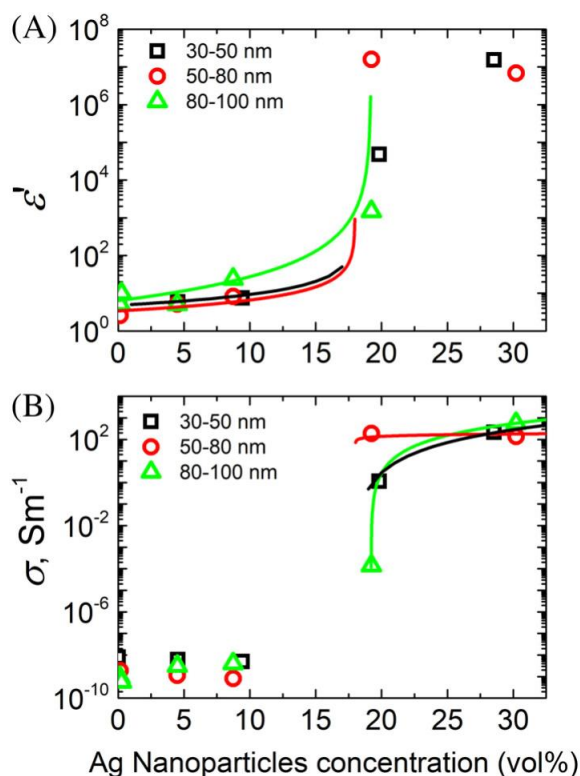 (A)
10^8
10^6
10^4
10^2
10^0
ε'
30-50 nm
50-80 nm
80-100 nm
0 5 10 15 20 25 30
(B)
10^2
10^-2
10^-6
10^-10
σ, Sm^-1
30-50 nm
50-80 nm
80-100 nm
0 5 10 15 20 25 30
Ag Nanoparticles concentration (vol%)